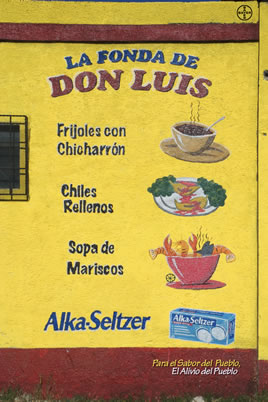 BAYER
LA FONDA DE
DON LUIS
Frijoles con
Chicharrón
Chiles
Rellenos
Sopa de
Mariscos
Alka-Seltzer
Alka-Seltzer
Para el Sabor del Pueblo,
El Alivio del Pueblo